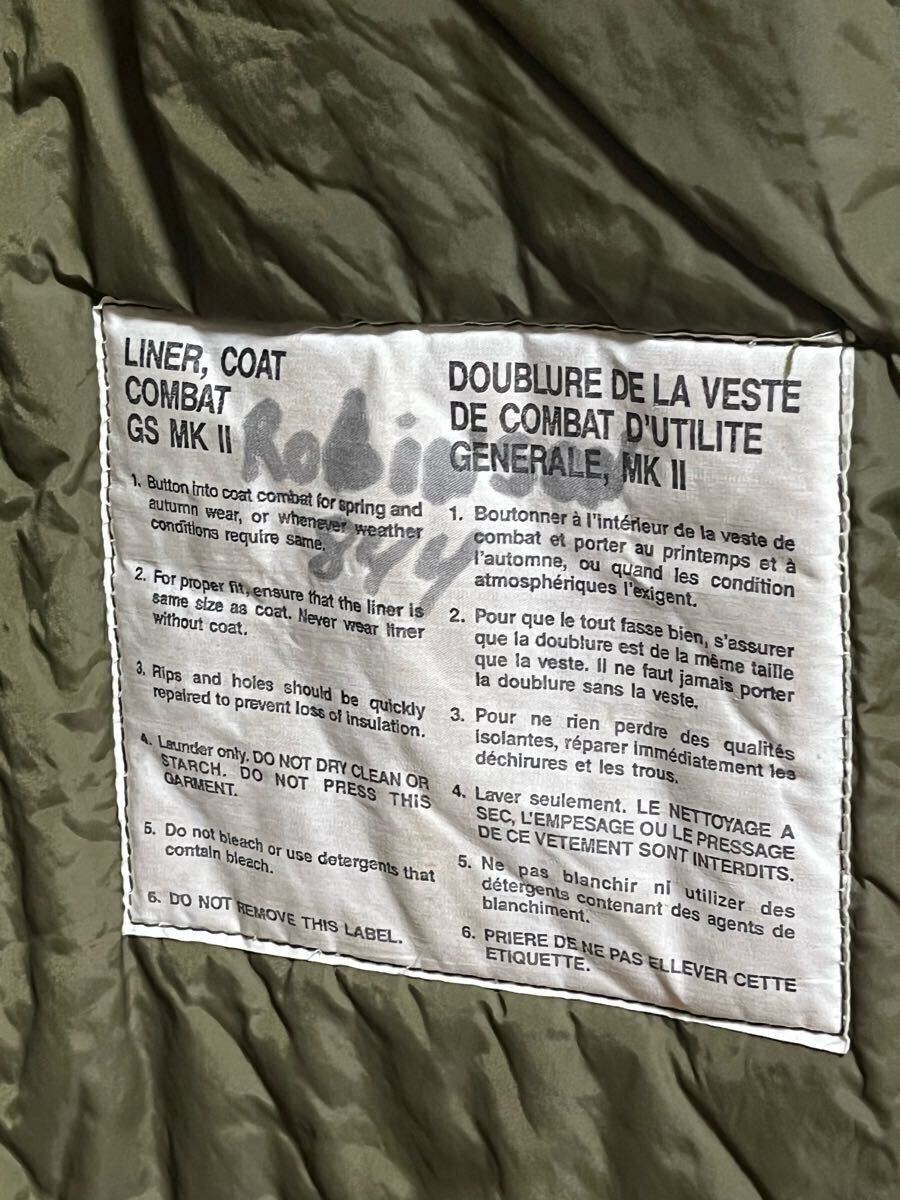 LINER, COAT
COMBAT
GS MK II
Robinson
844
1. Button into coat combat for spring and
autumn wear, or whenever weather
conditions require same.
2. For proper fit, ensure that the liner is
same size as coat. Never wear liner
without coat.
3. Rips and holes should be quickly
repaired to prevent loss of insulation.
4. Launder only. DO NOT DRY CLEAN OR
STARCH. DO NOT PRESS THIS
GARMENT.
5. Do not bleach or use detergents that
contain bleach.
6. DO NOT REMOVE THIS LABEL.
DOUBLURE DE LA VESTE
DE COMBAT D'UTILITE
GENERALE, MK II
1. Boutonner à l'intérieur de la veste de
combat et porter au printemps et à
l'automne, ou quand les condition
atmosphériques l'exigent.
2. Pour que le tout fasse bien, s'assurer
que la doublure est de la même taille
que la veste. Il ne faut jamais porter
la doublure sans la veste.
3. Pour ne rien perdre des qualités
isolantes, réparer immédiatement les
déchirures et les trous.
4. Laver seulement. LE NETTOYAGE A
SEC, L'EMPESAGE OU LE PRESSAGE
DE CE VETEMENT SONT INTERDITS.
5. Ne pas blanchir ni utilizer des
détergents contenant des agents de
blanchiment.
6. PRIERE DE NE PAS ELLEVER CETTE
ETIQUETTE.